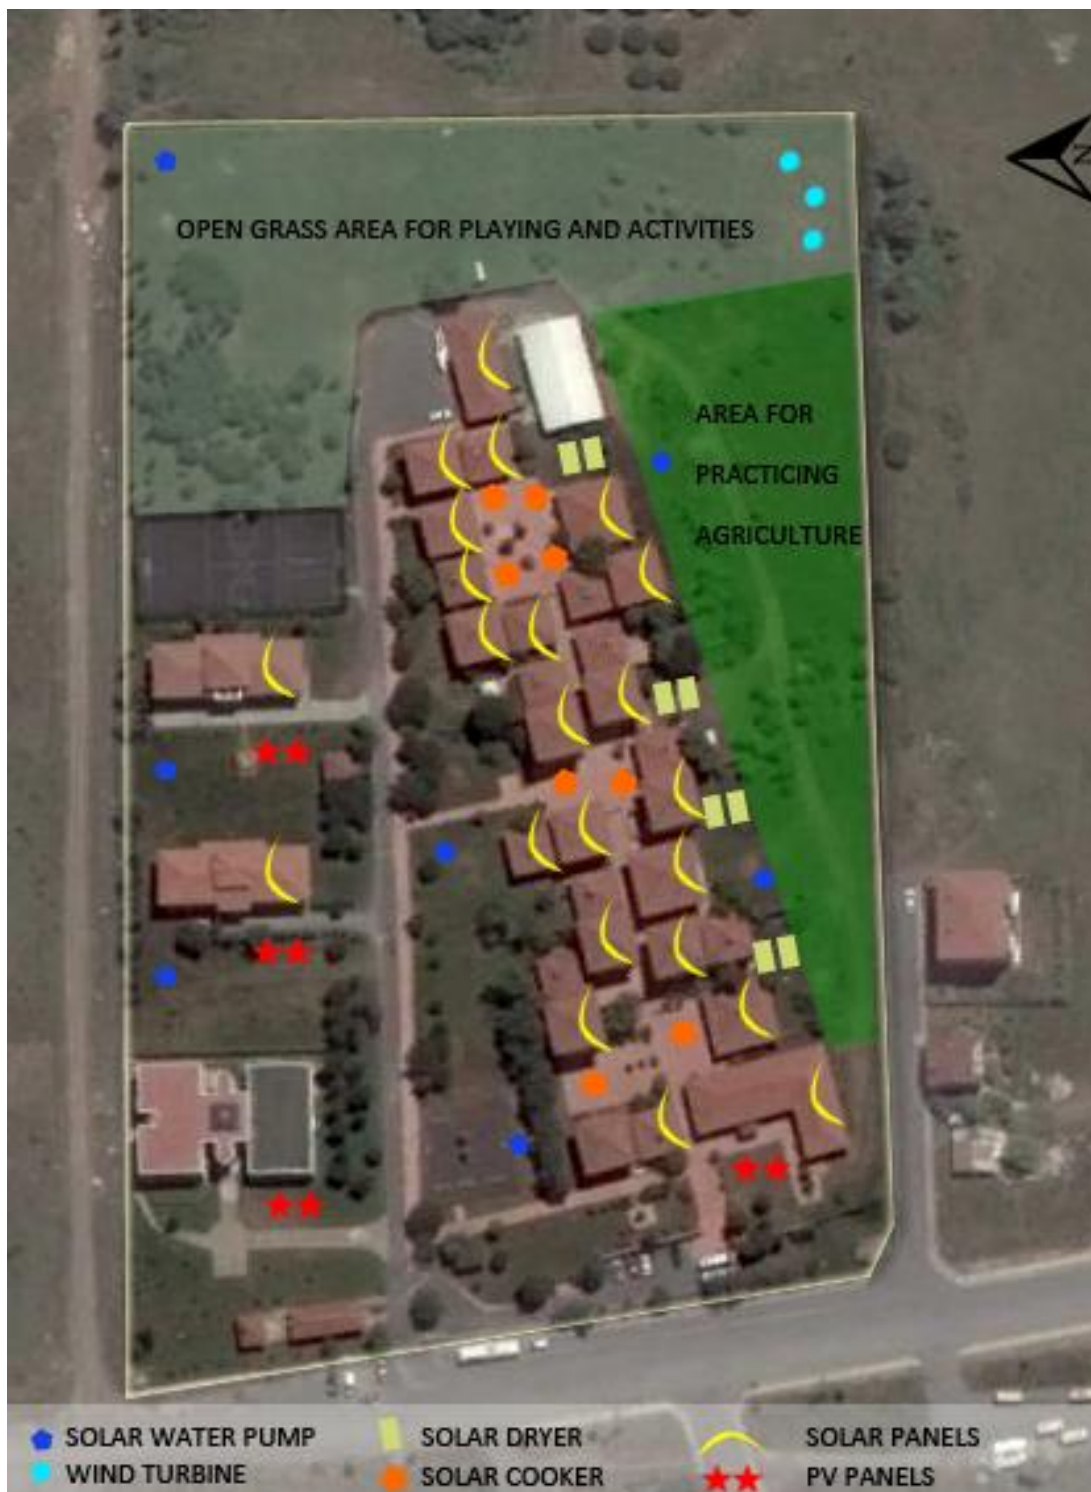 N
OPEN GRASS AREA FOR PLAYING AND ACTIVITIES
AREA FOR
PRACTICING
AGRICULTURE
SOLAR WATER PUMP
SOLAR DRYER
SOLAR PANELS
WIND TURBINE
SOLAR COOKER
PV PANELS